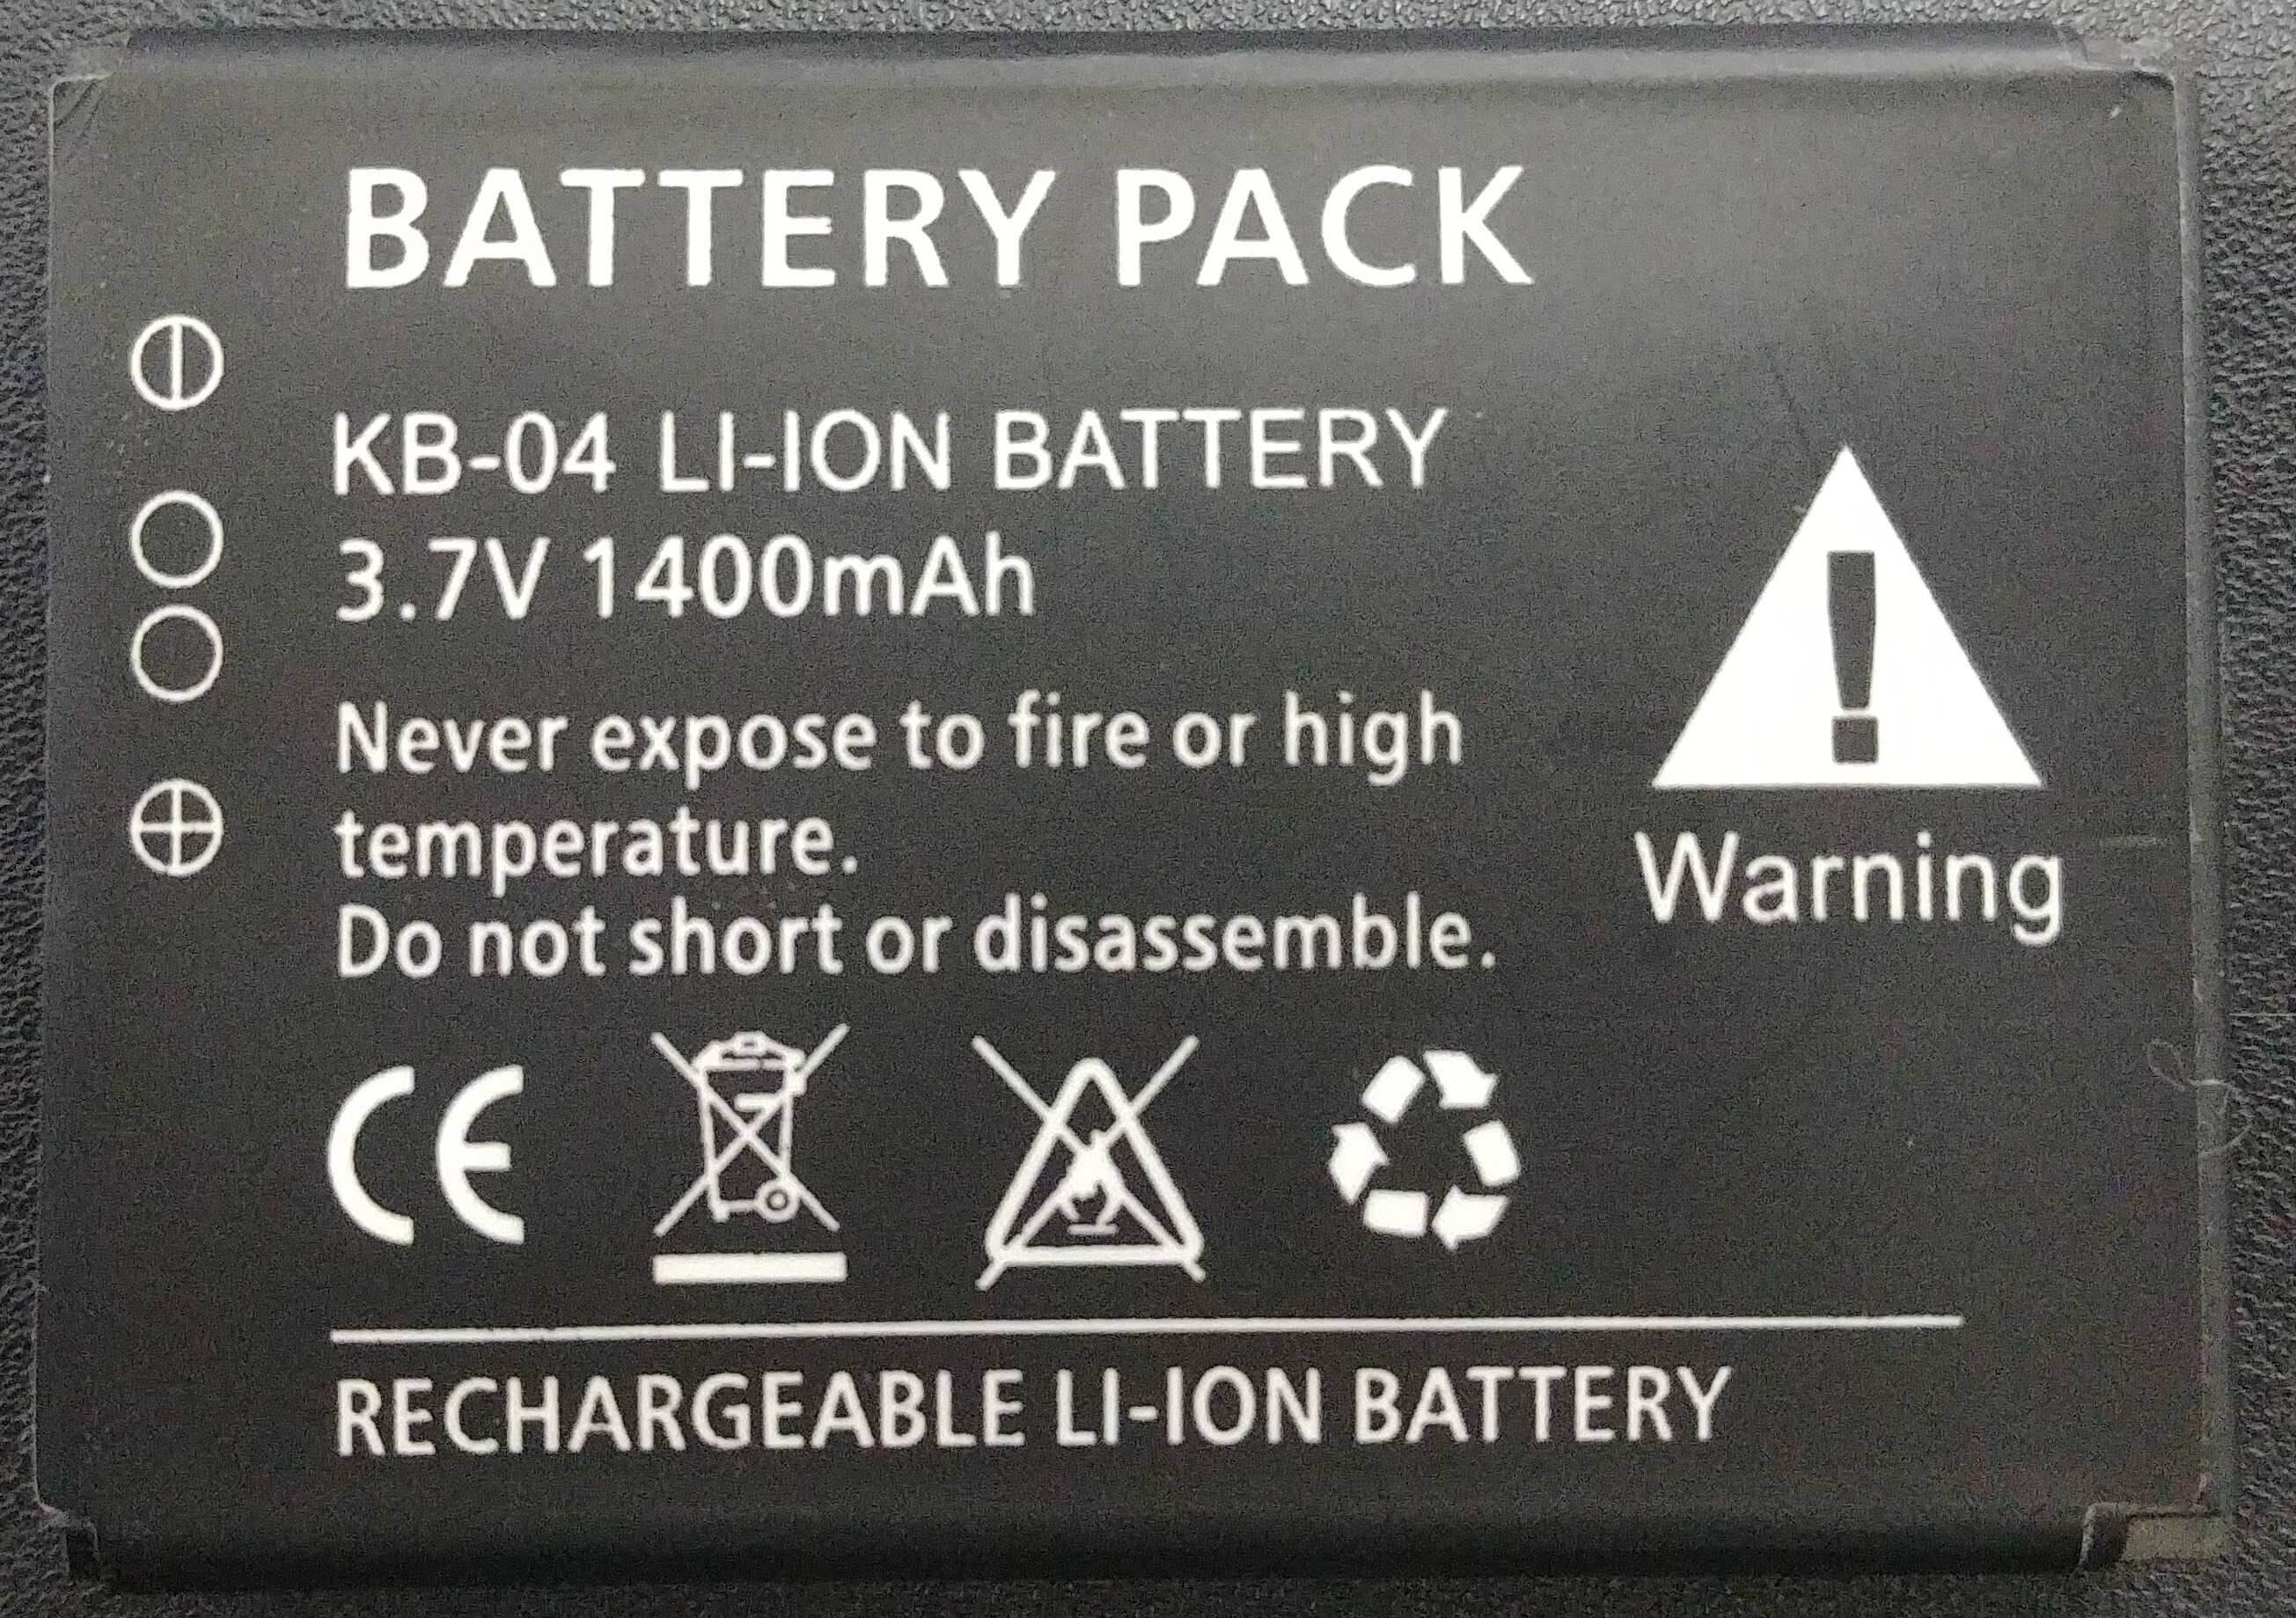 BATTERY PACK
KB-04 LI-ION BATTERY
3.7V 1400mAh
Never expose to fire or high
temperature.
Do not short or disassemble.
Warning
CE
RECHARGEABLE LI-ION BATTERY